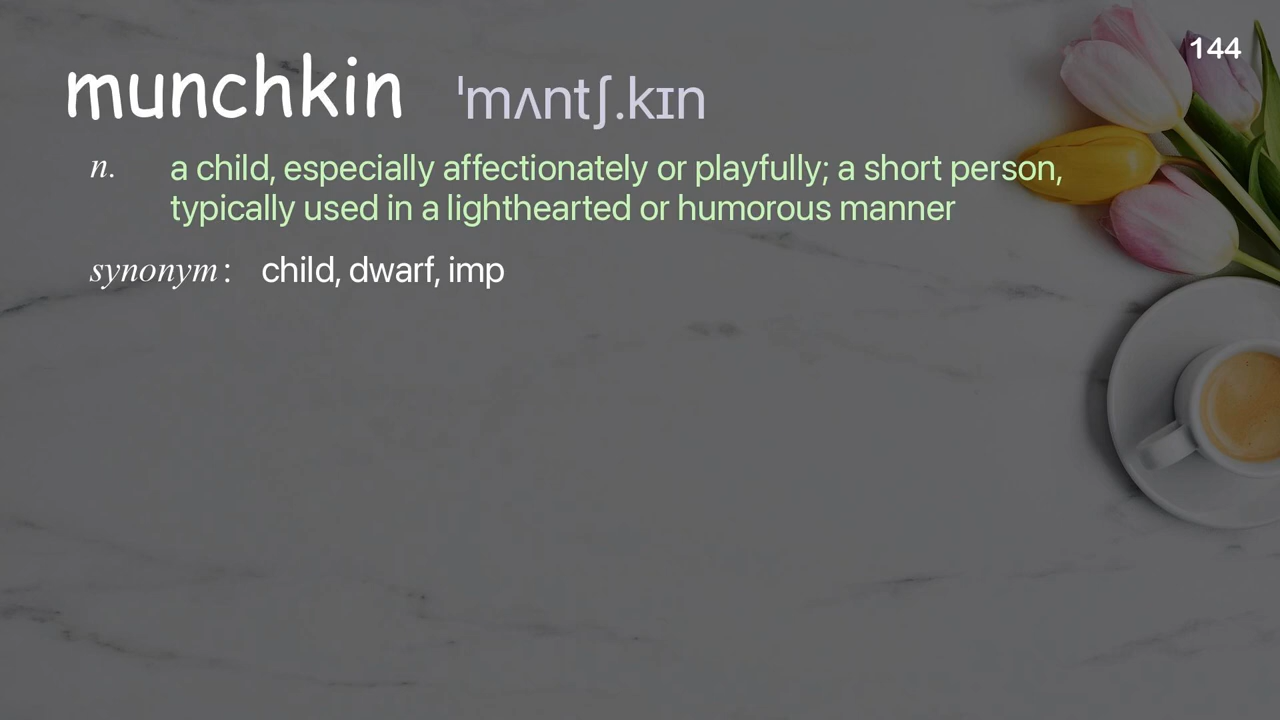 144
munchkin ˈmʌntʃ.kɪn
n. a child, especially affectionately or playfully; a short person,
typically used in a lighthearted or humorous manner
synonym: child, dwarf, imp